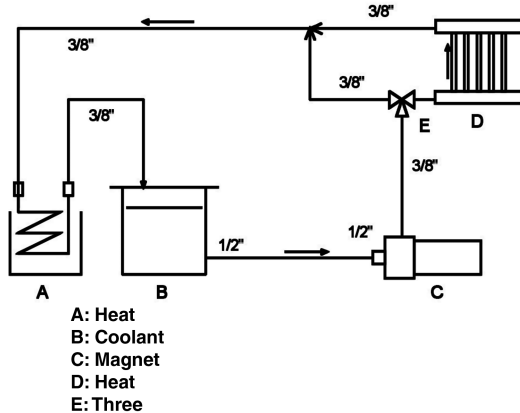 3/8"
3/8"
3/8"
3/8"
E
D
3/8"
1/2"
1/2"
A
B
C
A: Heat
B: Coolant
C: Magnet
D: Heat
E: Three